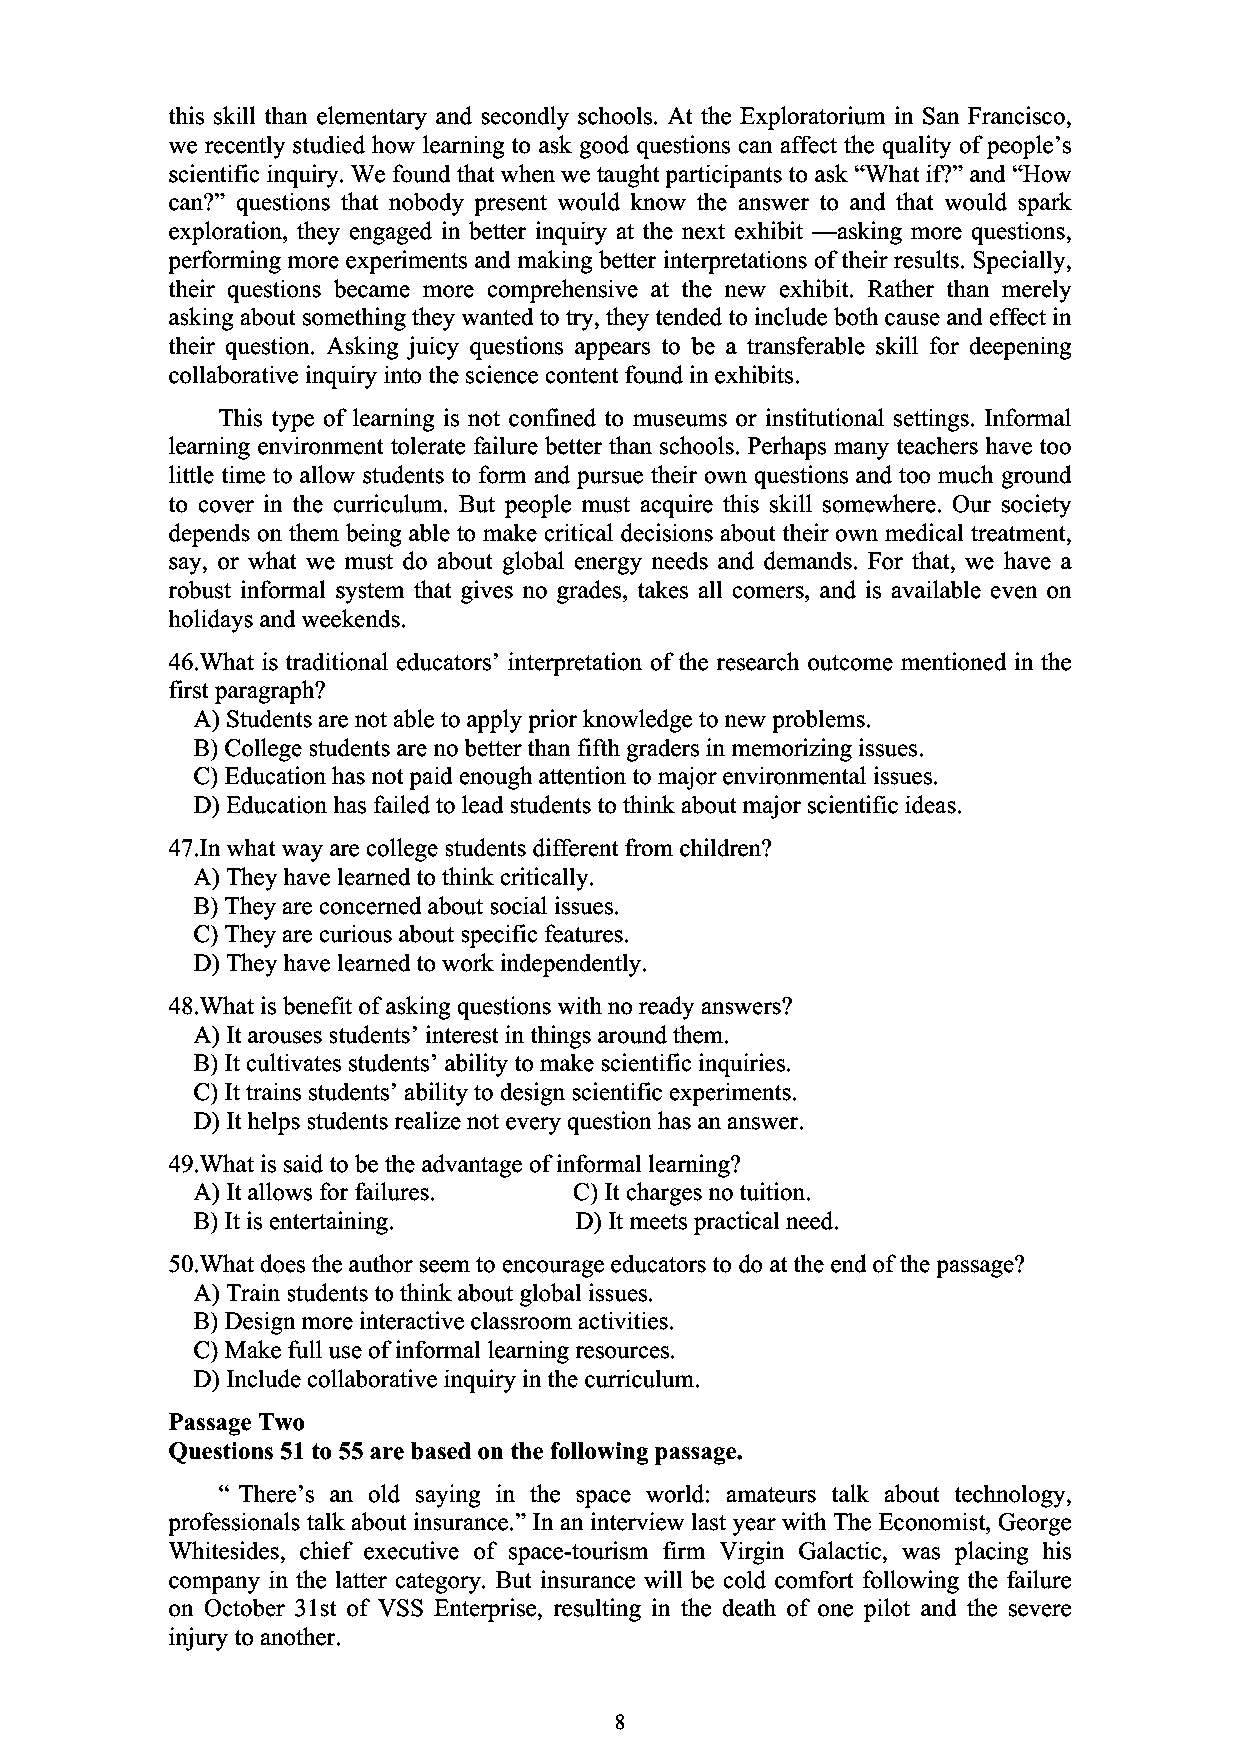 this skill than elementary and secondly schools. At the Exploratorium in San Francisco,
we recently studied how learning to ask good questions can affect the quality of people’s
scientific inquiry. We found that when we taught participants to ask “What if?” and “How
can?” questions that nobody present would know the answer to and that would spark
exploration, they engaged in better inquiry at the next exhibit —asking more questions,
performing more experiments and making better interpretations of their results. Specially,
their questions became more comprehensive at the new exhibit. Rather than merely
asking about something they wanted to try, they tended to include both cause and effect in
their question. Asking juicy questions appears to be a transferable skill for deepening
collaborative inquiry into the science content found in exhibits.
This type of learning is not confined to museums or institutional settings. Informal
learning environment tolerate failure better than schools. Perhaps many teachers have too
little time to allow students to form and pursue their own questions and too much ground
to cover in the curriculum. But people must acquire this skill somewhere. Our society
depends on them being able to make critical decisions about their own medical treatment,
say, or what we must do about global energy needs and demands. For that, we have a
robust informal system that gives no grades, takes all comers, and is available even on
holidays and weekends.
46.What is traditional educators’ interpretation of the research outcome mentioned in the
first paragraph?
A) Students are not able to apply prior knowledge to new problems.
B) College students are no better than fifth graders in memorizing issues.
C) Education has not paid enough attention to major environmental issues.
D) Education has failed to lead students to think about major scientific ideas.
47.In what way are college students different from children?
A) They have learned to think critically.
B) They are concerned about social issues.
C) They are curious about specific features.
D) They have learned to work independently.
48.What is benefit of asking questions with no ready answers?
A) It arouses students’ interest in things around them.
B) It cultivates students’ ability to make scientific inquiries.
C) It trains students’ ability to design scientific experiments.
D) It helps students realize not every question has an answer.
49.What is said to be the advantage of informal learning?
A) It allows for failures. C) It charges no tuition.
B) It is entertaining. D) It meets practical need.
50.What does the author seem to encourage educators to do at the end of the passage?
A) Train students to think about global issues.
B) Design more interactive classroom activities.
C) Make full use of informal learning resources.
D) Include collaborative inquiry in the curriculum.
Passage Two
Questions 51 to 55 are based on the following passage.
“ There’s an old saying in the space world: amateurs talk about technology,
professionals talk about insurance.” In an interview last year with The Economist, George
Whitesides, chief executive of space-tourism firm Virgin Galactic, was placing his
company in the latter category. But insurance will be cold comfort following the failure
on October 31st of VSS Enterprise, resulting in the death of one pilot and the severe
injury to another.
8